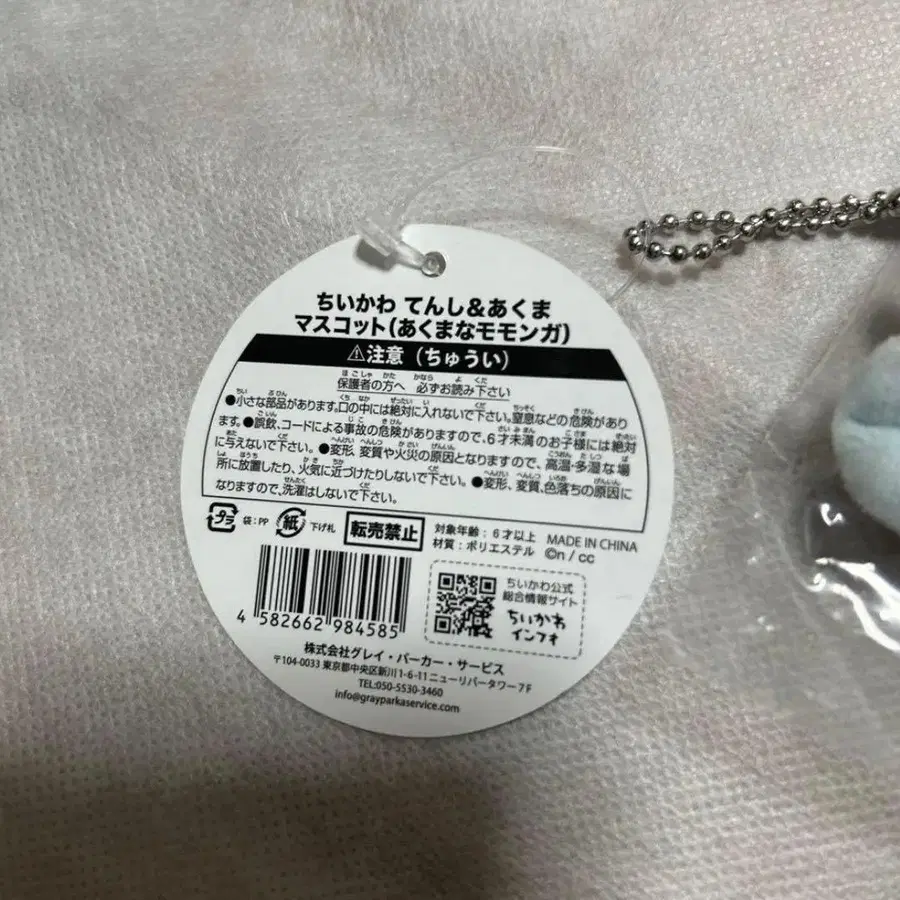 ちいかわ てんし&あくま
マスコット(あくまなモモンガ)
⚠注意(ちゅうい)
保護者の方へ 必ずお読み下さい
●小さな部品があります。口の中には絶対に入れないで下さい。窒息などの危険があり
ます。●誤飲、コードによる事故の危険がありますので、6才未満のお子様には絶対
に与えないで下さい。●変形、変質や火災の原因となりますので、高温・多湿な場
所に放置したり、火気に近づけたりしないで下さい。●変形、変質、色落ちの原因に
なりますので、洗濯はしないで下さい。
プラ 袋:PP 紙 下げ札 転売禁止 対象年齢:6才以上 MADE IN CHINA
材質:ポリエステル ©n / cc
4 582662 984585
ちいかわ公式
総合情報サイト
ちいかわ
インフォ
株式会社グレイ・パーカー・サービス
〒104-0033 東京都中央区新川1-6-11ニューリバータワー7F
TEL:050-5530-3460
info@grayparkaservice.com